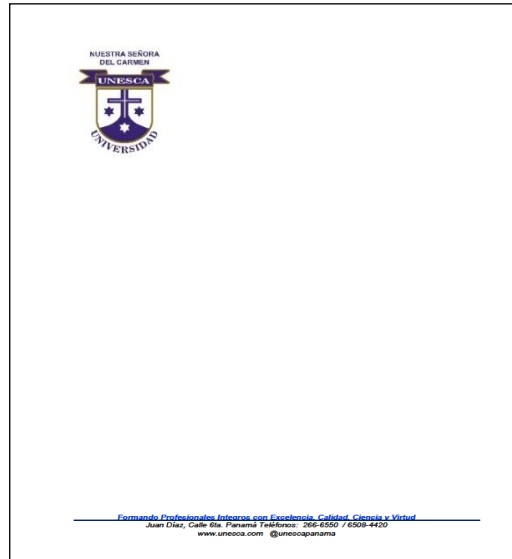 NUESTRA SEÑORA
DEL CARMEN
UNESCA
UNIVERSIDAD
Formando Profesionales Integros con Excelencia, Calidad, Ciencia y Virtud
Juan Díaz, Calle 6ta. Panamá Teléfonos: 266-6550 / 6508-4420
www.unesca.com @unescapanama